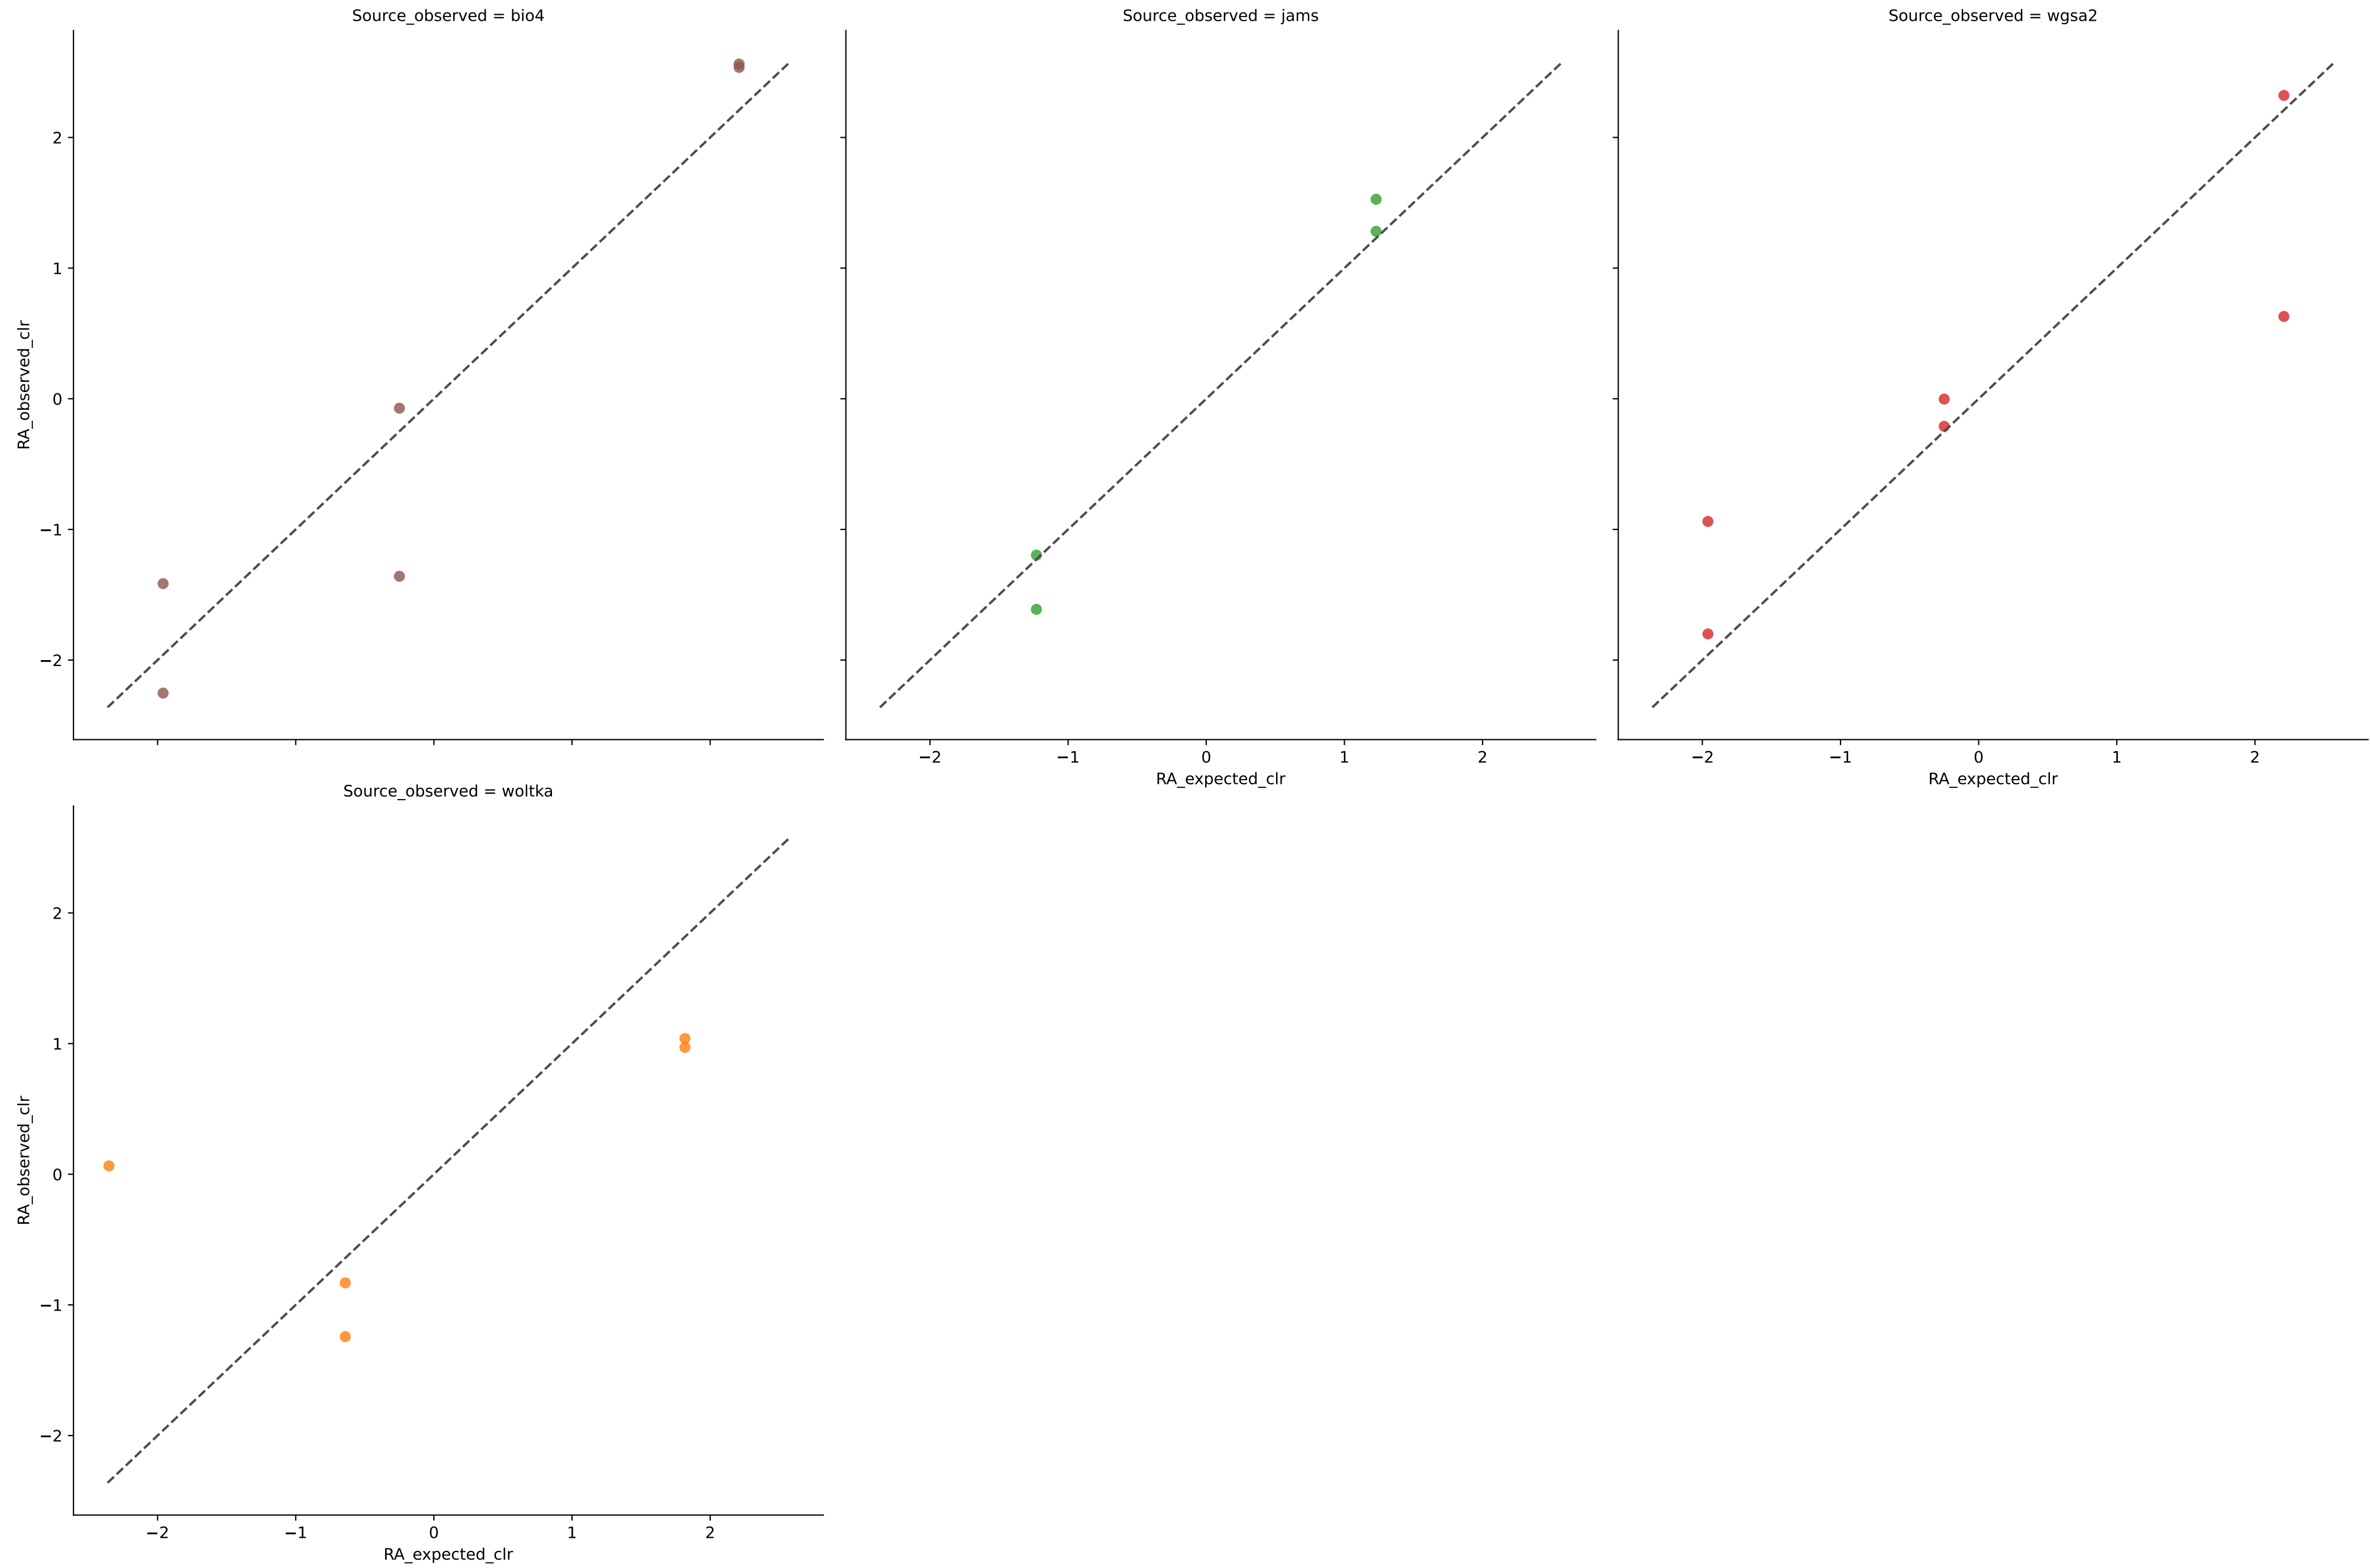 Source_observed = bio4
Source_observed = jams
Source_observed = wgsa2
RA_observed_clr
2
1
0
−1
−2
−2
−1
0
1
2
RA_expected_clr
−2
−1
0
1
2
RA_expected_clr
Source_observed = woltka
RA_observed_clr
2
1
0
−1
−2
−2
−1
0
1
2
RA_expected_clr